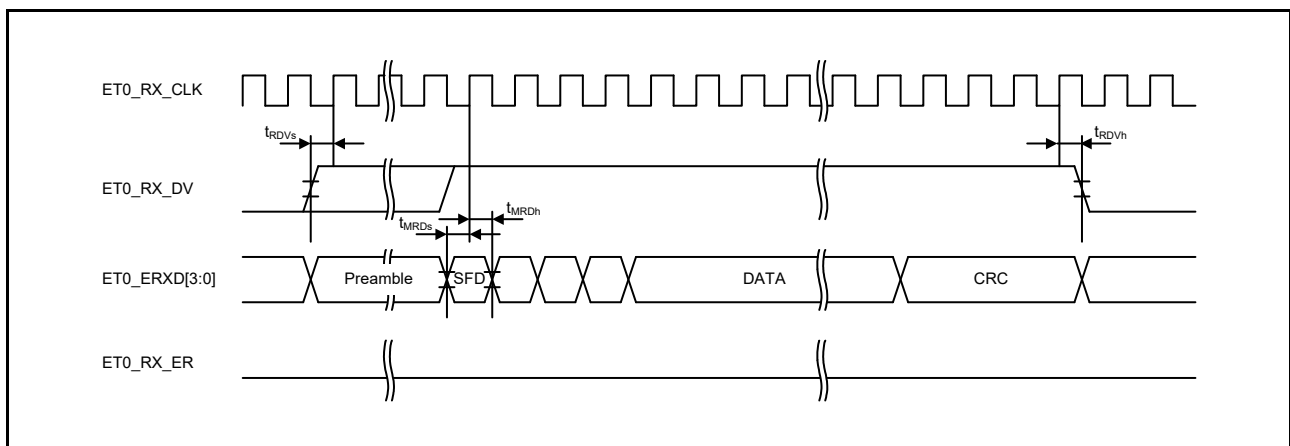 ET0_RX_CLK
tRDVs
tRDVh
ET0_RX_DV
tMRDh
tMRDs
ET0_ERXD[3:0]
Preamble
SFD
DATA
CRC
ET0_RX_ER